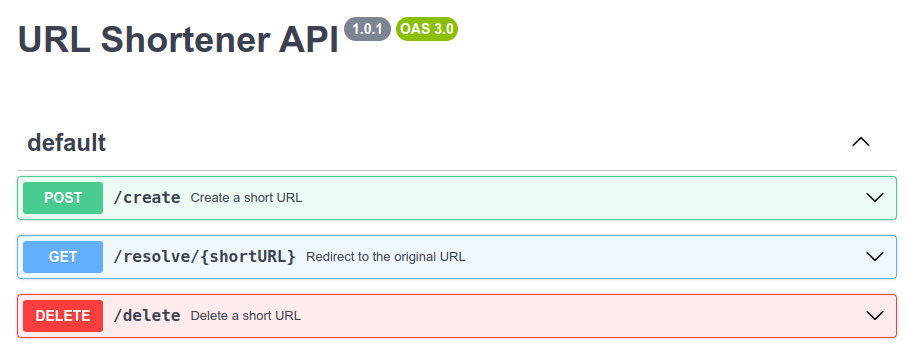 URL Shortener API 1.0.1 OAS 3.0
default
POST /create Create a short URL
GET /resolve/{shortURL} Redirect to the original URL
DELETE /delete Delete a short URL